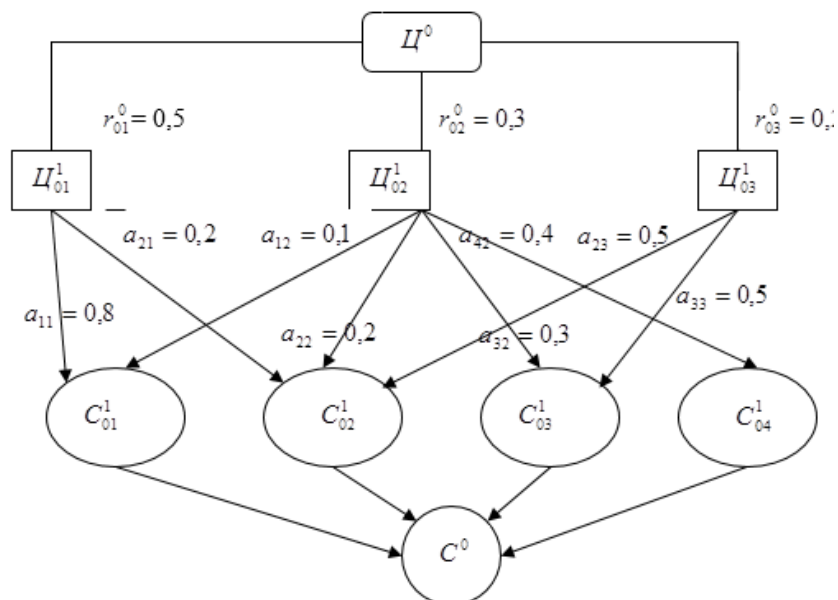 Ц⁰
r⁰₀₁ = 0,5
r⁰₀₂ = 0,3
r⁰₀₃ = 0,
Ц¹₀₁
Ц¹₀₂
Ц¹₀₃
a₂₁ = 0,2
a₁₂ = 0,1
a₄₂ = 0,4
a₂₃ = 0,5
a₁₁ = 0,8
a₂₂ = 0,2
a₃₂ = 0,3
a₃₃ = 0,5
C¹₀₁
C¹₀₂
C¹₀₃
C¹₀₄
C⁰